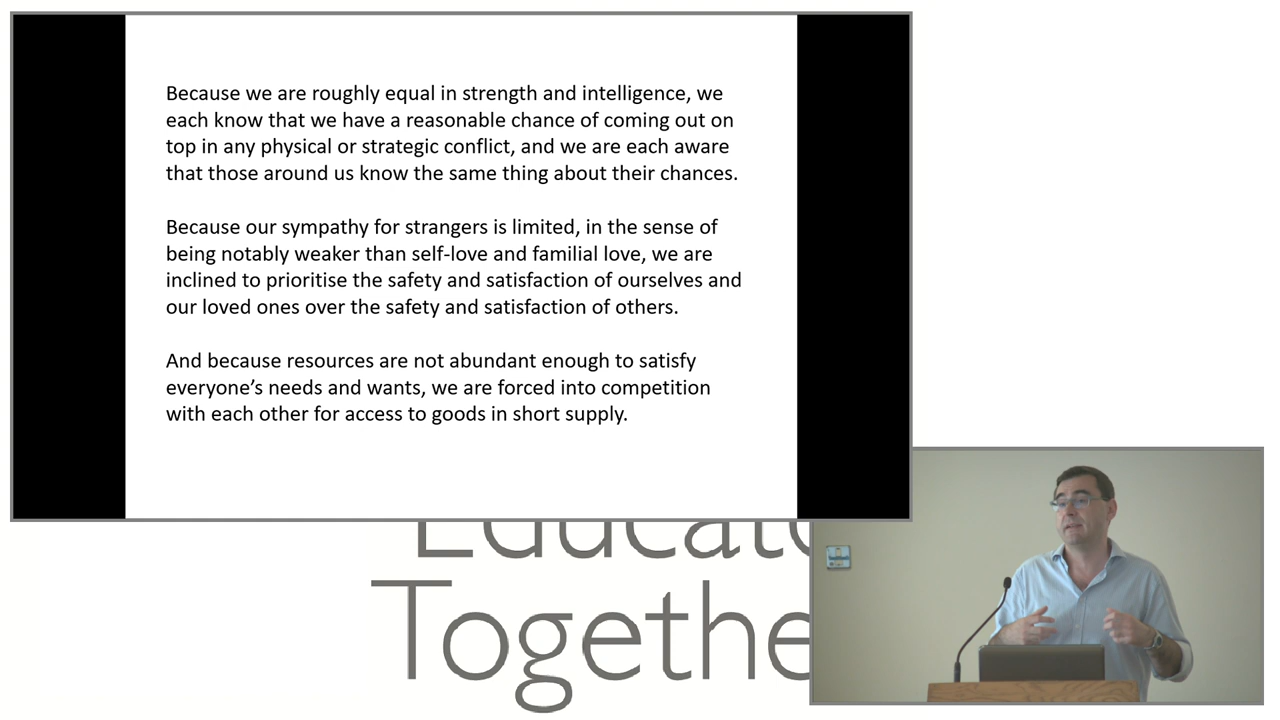 Because we are roughly equal in strength and intelligence, we
each know that we have a reasonable chance of coming out on
top in any physical or strategic conflict, and we are each aware
that those around us know the same thing about their chances.
Because our sympathy for strangers is limited, in the sense of
being notably weaker than self-love and familial love, we are
inclined to prioritise the safety and satisfaction of ourselves and
our loved ones over the safety and satisfaction of others.
And because resources are not abundant enough to satisfy
everyone’s needs and wants, we are forced into competition
with each other for access to goods in short supply.
Educate
Togethe